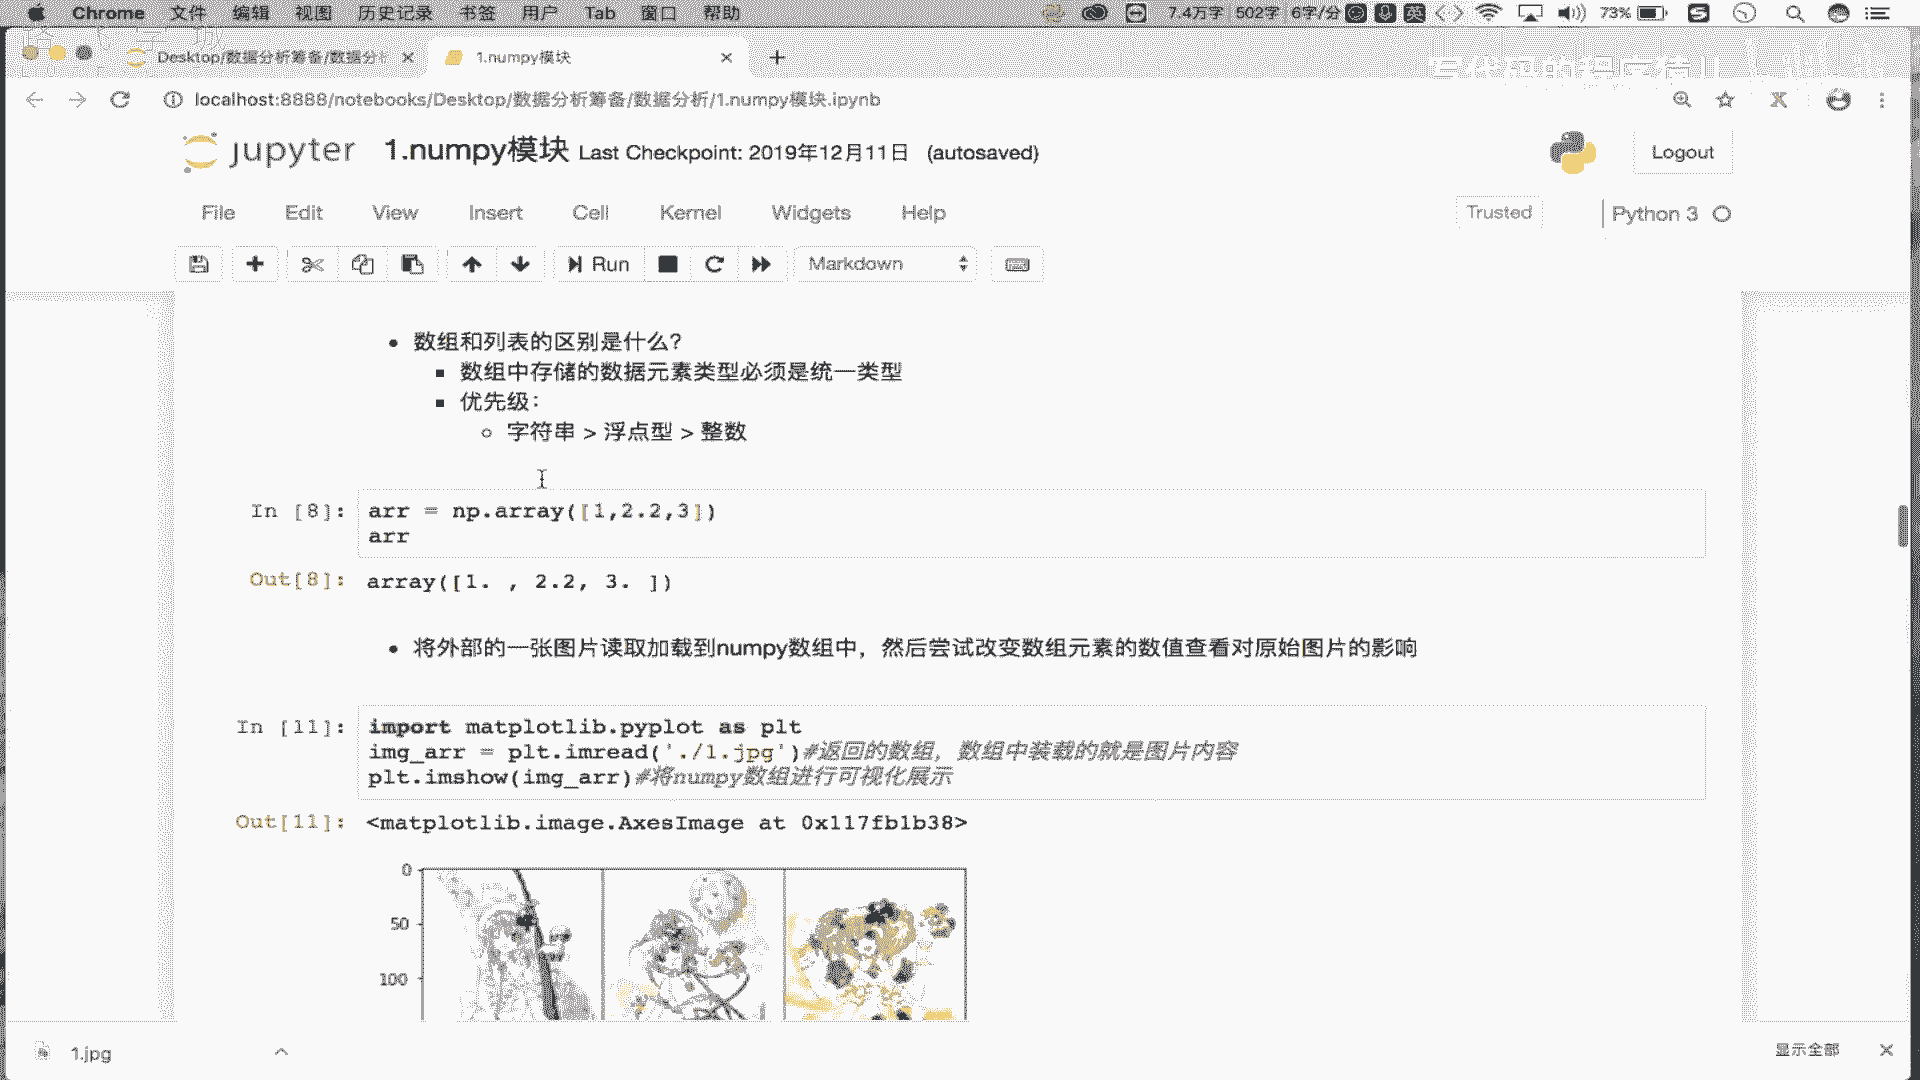 Chrome 文件 编辑 视图 历史记录 书签 用户 Tab 窗口 帮助 7.4万字 502字 6字/分 英 73%
Desktop/数据分析筹备/数据分析 1.numpy模块
localhost:8888/notebooks/Desktop/数据分析筹备/数据分析/1.numpy模块.ipynb
jupyter 1.numpy模块 Last Checkpoint: 2019年12月11日 (autosaved) Logout
File Edit View Insert Cell Kernel Widgets Help Trusted Python 3
Run Markdown
数组和列表的区别是什么?
数组中存储的数据元素类型必须是统一类型
优先级:
字符串 > 浮点型 > 整数
In [8]: arr = np.array([1,2.2,3])
arr
Out[8]: array([1. , 2.2, 3. ])
将外部的一张图片读取加载到numpy数组中，然后尝试改变数组元素的数值查看对原始图片的影响
In [11]: import matplotlib.pyplot as plt
img_arr = plt.imread('./1.jpg')#返回的数组，数组中装载的就是图片内容
plt.imshow(img_arr)#将numpy数组进行可视化展示
Out[11]: <matplotlib.image.AxesImage at 0x117fb1b38>
0
50
100
1.jpg 显示全部